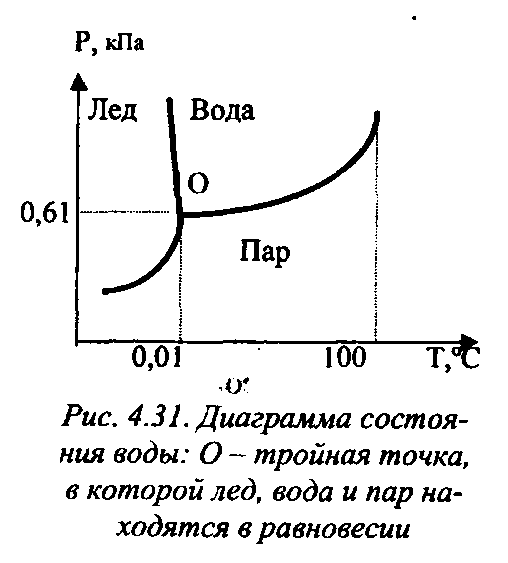 Р, кПа
Лед Вода
О
0,61
Пар
0,01 100 Т,°С
Рис. 4.31. Диаграмма состоя-
ния воды: О – тройная точка,
в которой лед, вода и пар на-
ходятся в равновесии